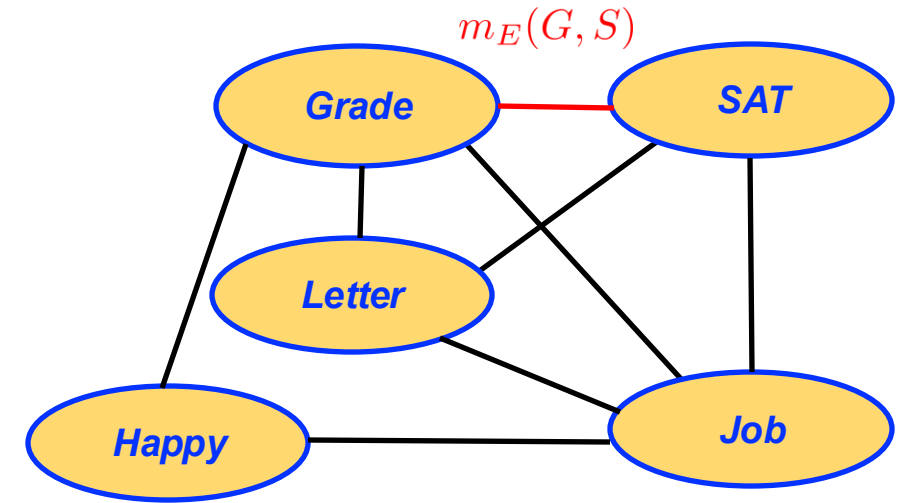 m_E(G, S)
Grade
SAT
Letter
Happy
Job